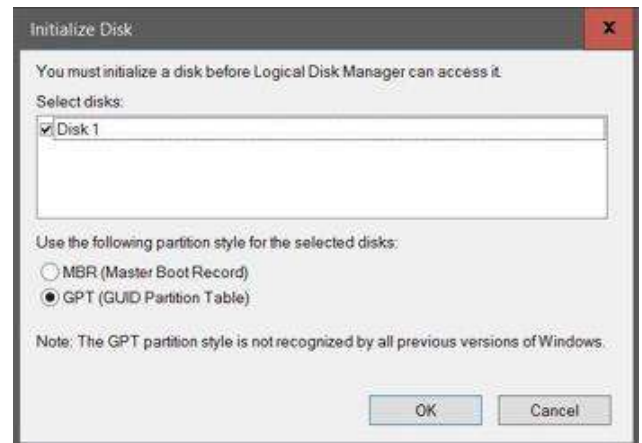 Initialize Disk
You must initialize a disk before Logical Disk Manager can access it.
Select disks:
Disk 1
Use the following partition style for the selected disks:
MBR (Master Boot Record)
GPT (GUID Partition Table)
Note: The GPT partition style is not recognized by all previous versions of Windows.
OK Cancel